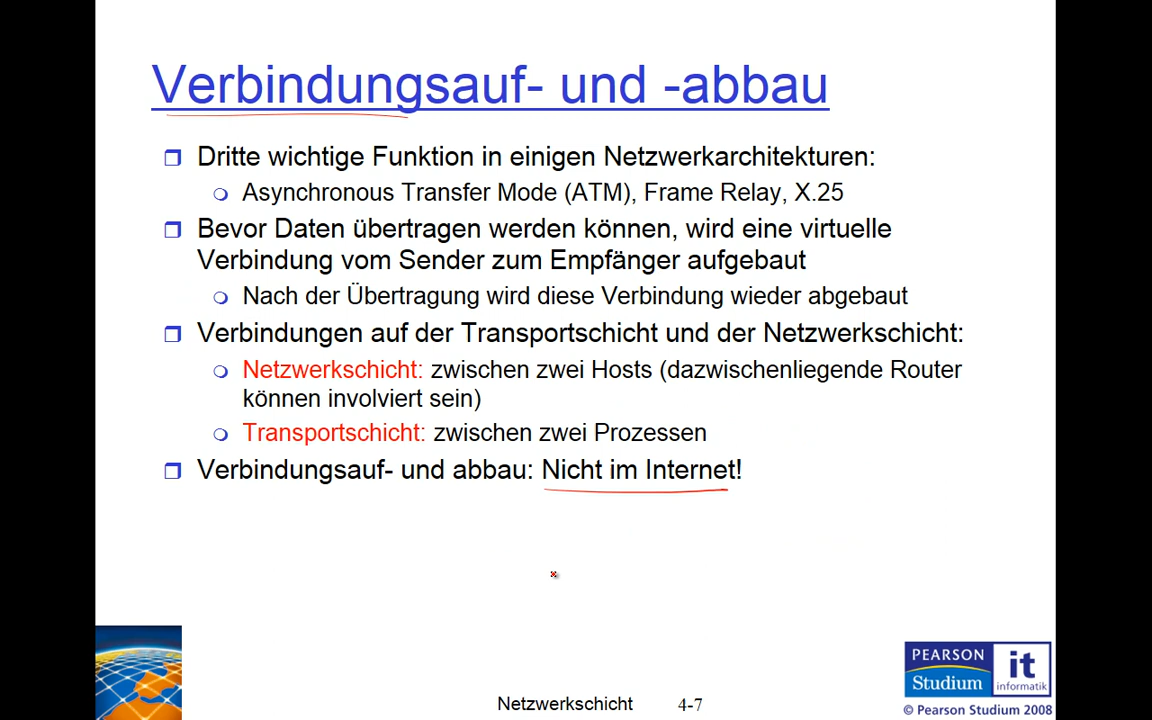 Verbindungsauf- und -abbau
Dritte wichtige Funktion in einigen Netzwerkarchitekturen:
Asynchronous Transfer Mode (ATM), Frame Relay, X.25
Bevor Daten übertragen werden können, wird eine virtuelle
Verbindung vom Sender zum Empfänger aufgebaut
Nach der Übertragung wird diese Verbindung wieder abgebaut
Verbindungen auf der Transportschicht und der Netzwerkschicht:
Netzwerkschicht: zwischen zwei Hosts (dazwischenliegende Router
können involviert sein)
Transportschicht: zwischen zwei Prozessen
Verbindungsauf- und abbau: Nicht im Internet!
PEARSON
Studium
it
informatik
Netzwerkschicht 4-7
© Pearson Studium 2008